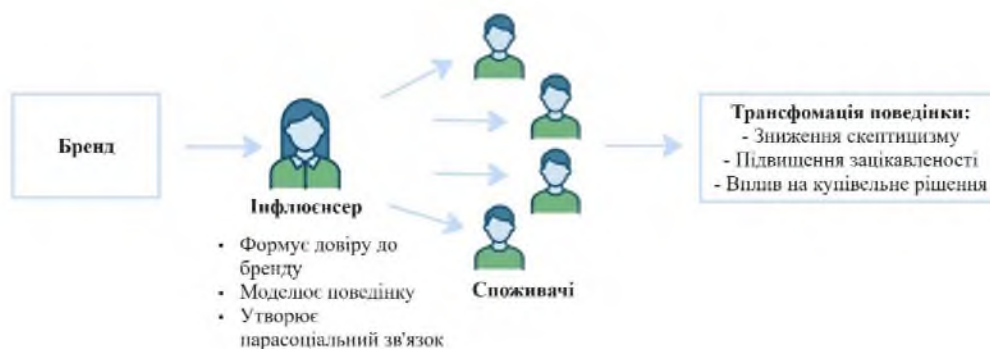 Бренд
Інфлюєнсер
▪ Формує довіру до
бренду
▪ Моделює поведінку
▪ Утворює
парасоціальний зв'язок
Споживачі
Трансфомація поведінки:
- Зниження скептицизму
- Підвищення зацікавленості
- Вплив на купівельне рішення